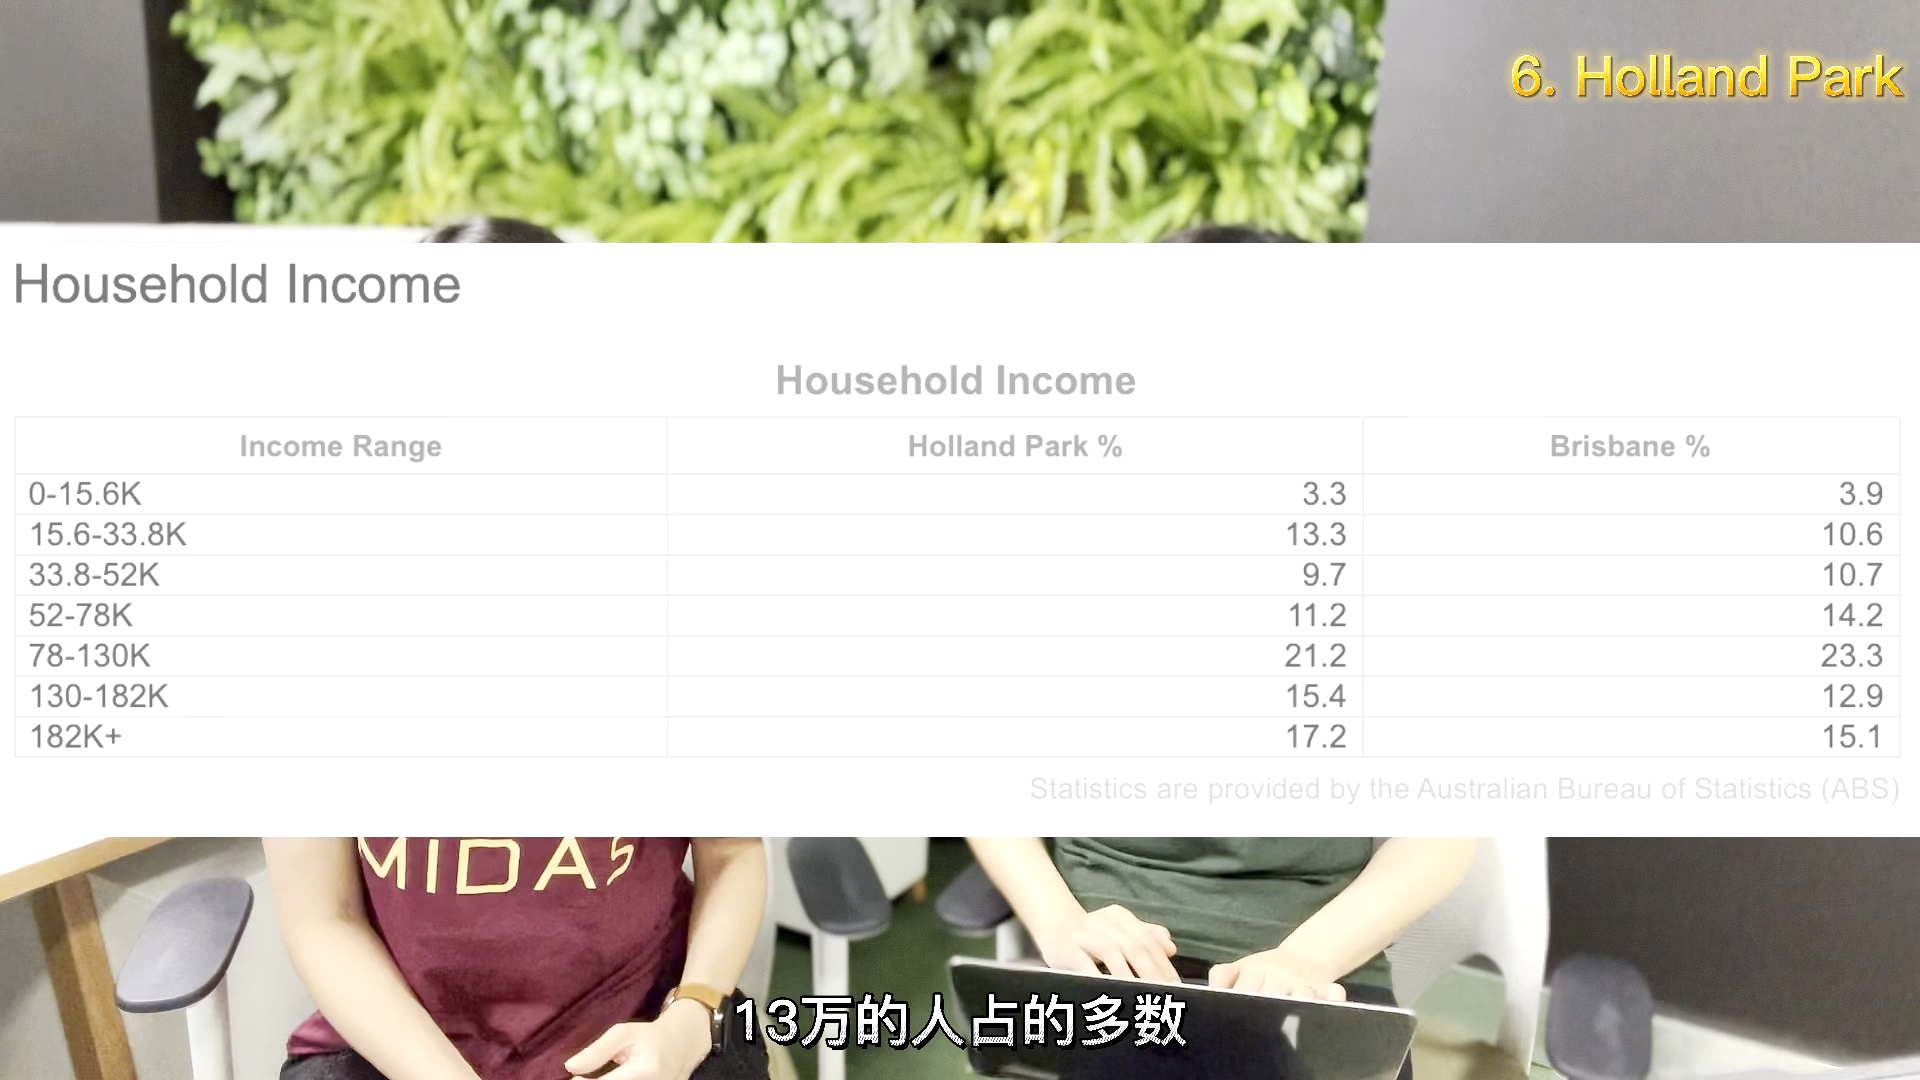 6. Holland Park
Household Income
Household Income
Income Range Holland Park % Brisbane %
0-15.6K 3.3 3.9
15.6-33.8K 13.3 10.6
33.8-52K 9.7 10.7
52-78K 11.2 14.2
78-130K 21.2 23.3
130-182K 15.4 12.9
182K+ 17.2 15.1
Statistics are provided by the Australian Bureau of Statistics (ABS)
MIDAS
13万的人占的多数